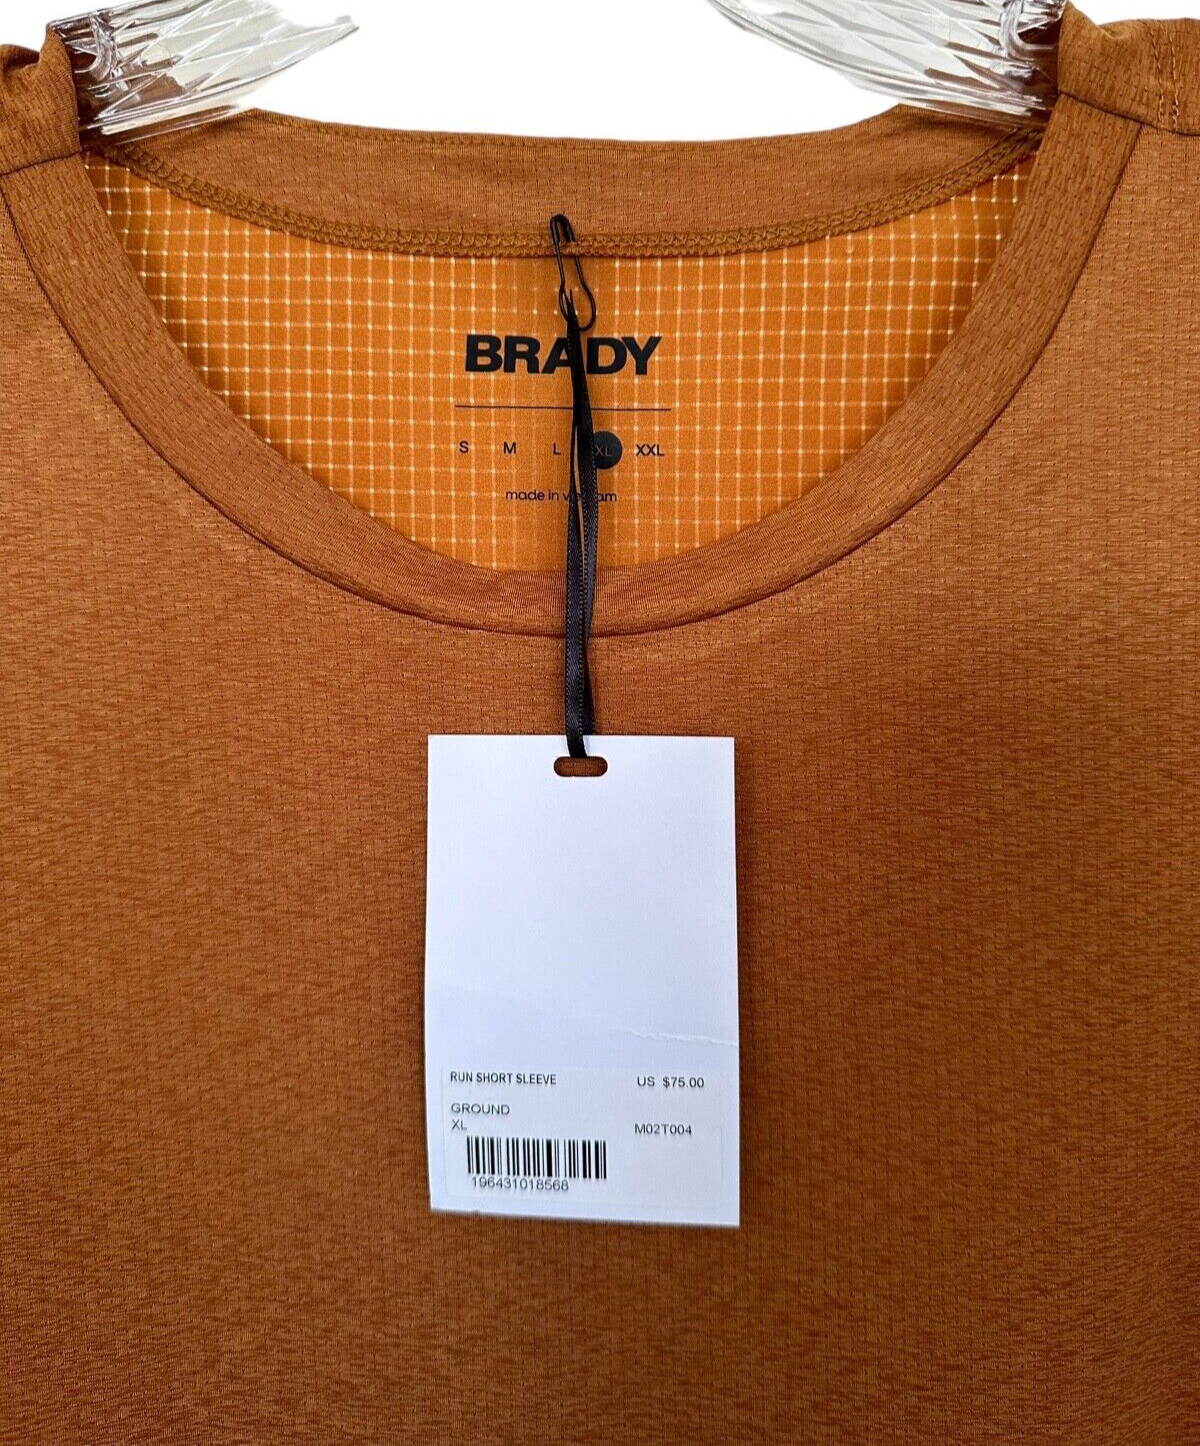 BRADY
S M L XL XXL
made in vietnam
RUN SHORT SLEEVE US $75.00
GROUND
XL M02T004
196431018568